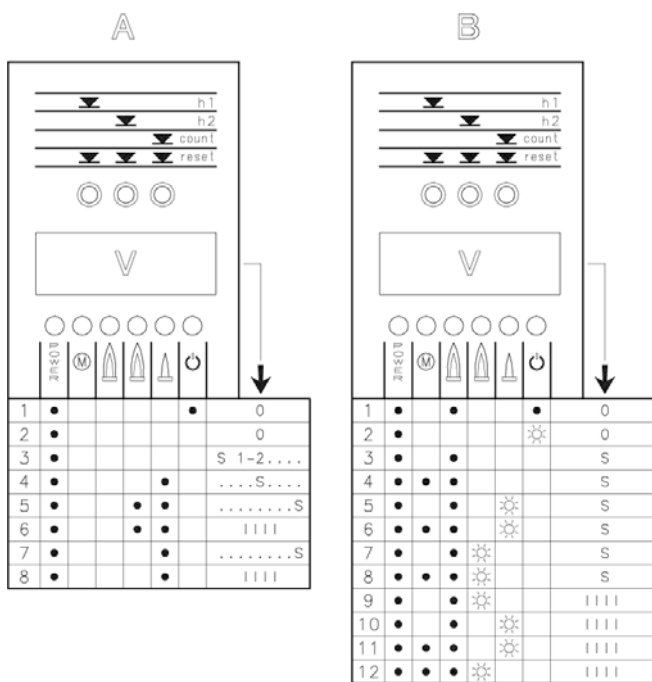 A
h1
h2
count
reset
V
POWER
M
1 0
2 0
3 S 1-2....
4 ....S....
5 ........S
6 IIII
7 ........S
8 IIII
B
h1
h2
count
reset
V
POWER
M
1 0
2 0
3 S
4 S
5 S
6 S
7 S
8 S
9 IIII
10 IIII
11 IIII
12 IIII